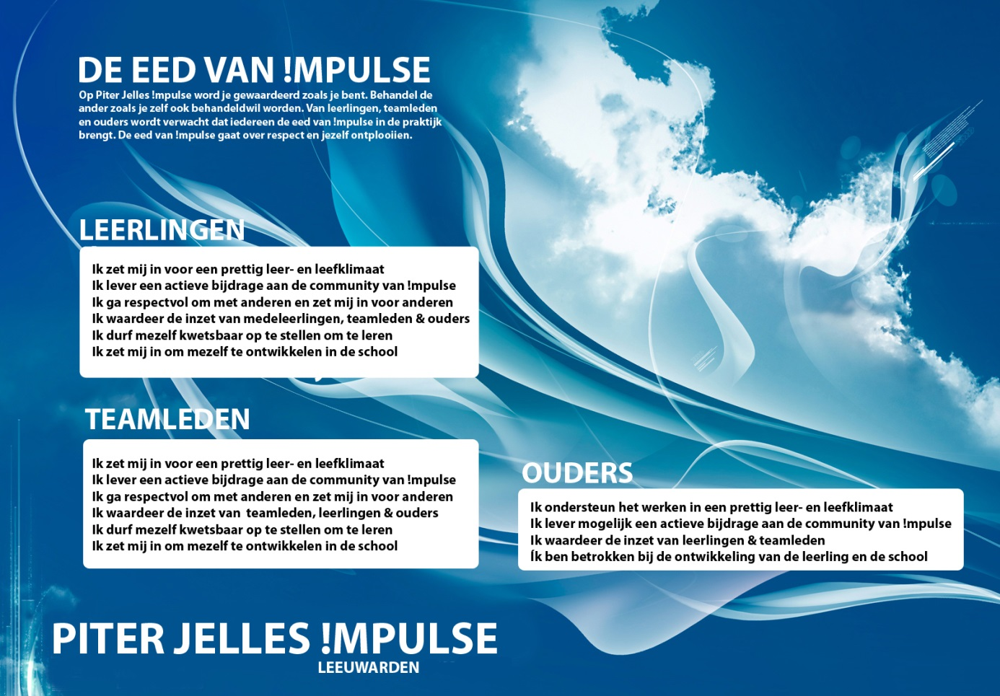 DE EED VAN !MPULSE
Op Piter Jelles !mpulse word je gewaardeerd zoals je bent. Behandel de
ander zoals je zelf ook behandeldwil worden. Van leerlingen, teamleden
en ouders wordt verwacht dat iedereen de eed van !mpulse in de praktijk
brengt. De eed van !mpulse gaat over respect en jezelf ontplooiien.
LEERLINGEN
Ik zet mij in voor een prettig leer- en leefklimaat
Ik lever een actieve bijdrage aan de community van !mpulse
Ik ga respectvol om met anderen en zet mij in voor anderen
Ik waardeer de inzet van medeleerlingen, teamleden & ouders
Ik durf mezelf kwetsbaar op te stellen om te leren
Ik zet mij in om mezelf te ontwikkelen in de school
TEAMLEDEN
Ik zet mij in voor een prettig leer- en leefklimaat
Ik lever een actieve bijdrage aan de community van !mpulse
Ik ga respectvol om met anderen en zet mij in voor anderen
Ik waardeer de inzet van  teamleden, leerlingen & ouders
Ik durf mezelf kwetsbaar op te stellen om te leren
Ik zet mij in om mezelf te ontwikkelen in de school
OUDERS
Ik ondersteun het werken in een prettig leer- en leefklimaat
Ik lever mogelijk een actieve bijdrage aan de community van !mpulse
Ik waardeer de inzet van leerlingen & teamleden
Ík ben betrokken bij de ontwikkeling van de leerling en de school
PITER JELLES !MPULSE
LEEUWARDEN